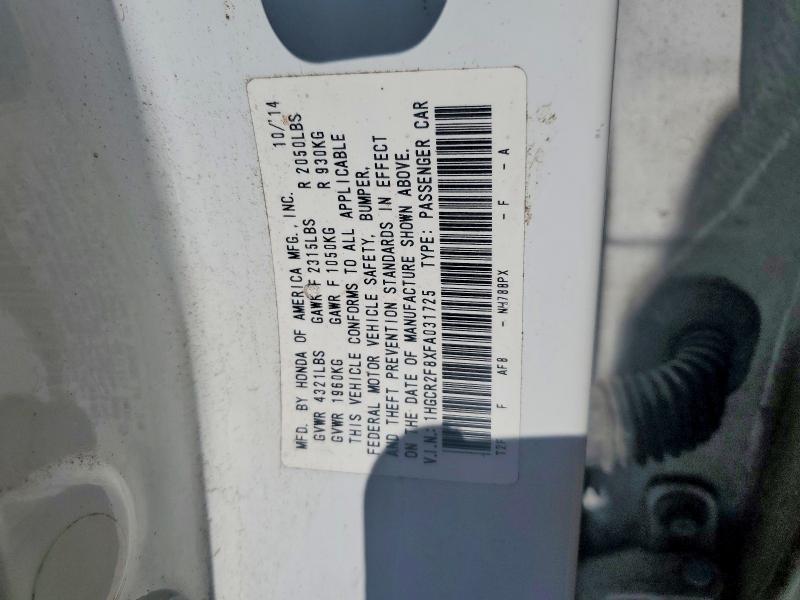 MFD. BY HONDA OF AMERICA MFG., INC. 10/'14
GVWR 4321LBS GAWR F 2315LBS R 2050LBS
GVWR 1960KG GAWR F 1050KG R 930KG
THIS VEHICLE CONFORMS TO ALL APPLICABLE
FEDERAL MOTOR VEHICLE SAFETY, BUMPER,
AND THEFT PREVENTION STANDARDS IN EFFECT
ON THE DATE OF MANUFACTURE SHOWN ABOVE.
V.I.N.: 1HGCR2F8XFA031725 TYPE: PASSENGER CAR
T2F F AF8 - NH788PX - F - A